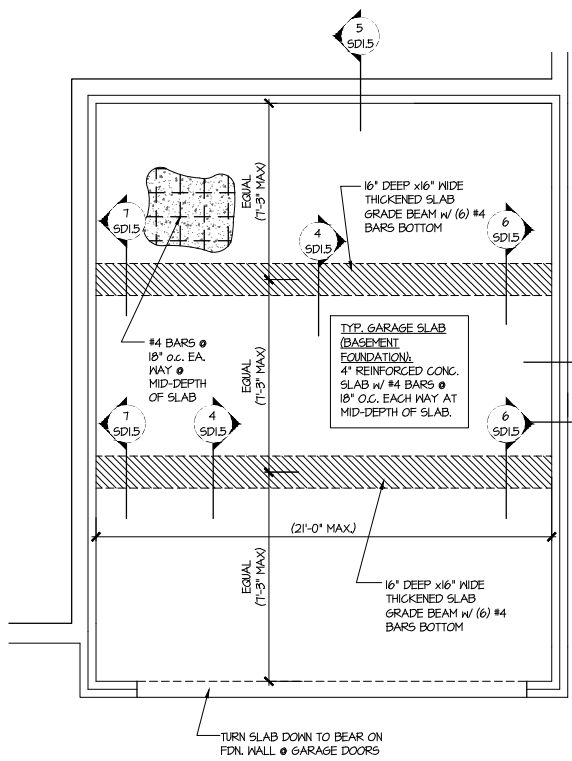 5
SD1.5
EQUAL
(7'-3" MAX)
16" DEEP x16" WIDE
THICKENED SLAB
GRADE BEAM W/ (6) #4
BARS BOTTOM
7
SD1.5
4
SD1.5
6
SD1.5
#4 BARS @
18" O.C. EA.
WAY @
MID-DEPTH
OF SLAB
EQUAL
(7'-3" MAX)
TYP. GARAGE SLAB
(BASEMENT
FOUNDATION):
4" REINFORCED CONC.
SLAB W/ #4 BARS @
18" O.C. EACH WAY AT
MID-DEPTH OF SLAB.
7
SD1.5
4
SD1.5
6
SD1.5
(21'-0" MAX.)
EQUAL
(7'-3" MAX)
16" DEEP x16" WIDE
THICKENED SLAB
GRADE BEAM W/ (6) #4
BARS BOTTOM
TURN SLAB DOWN TO BEAR ON
FDN. WALL @ GARAGE DOORS